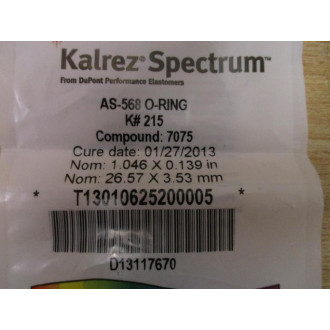 Kalrez® Spectrum™
From DuPont Performance Elastomers
AS-568 O-RING
K# 215
Compound: 7075
Cure date: 01/27/2013
Nom: 1.046 X 0.139 in
Nom: 26.57 X 3.53 mm
* T13010625200005 *
D13117670